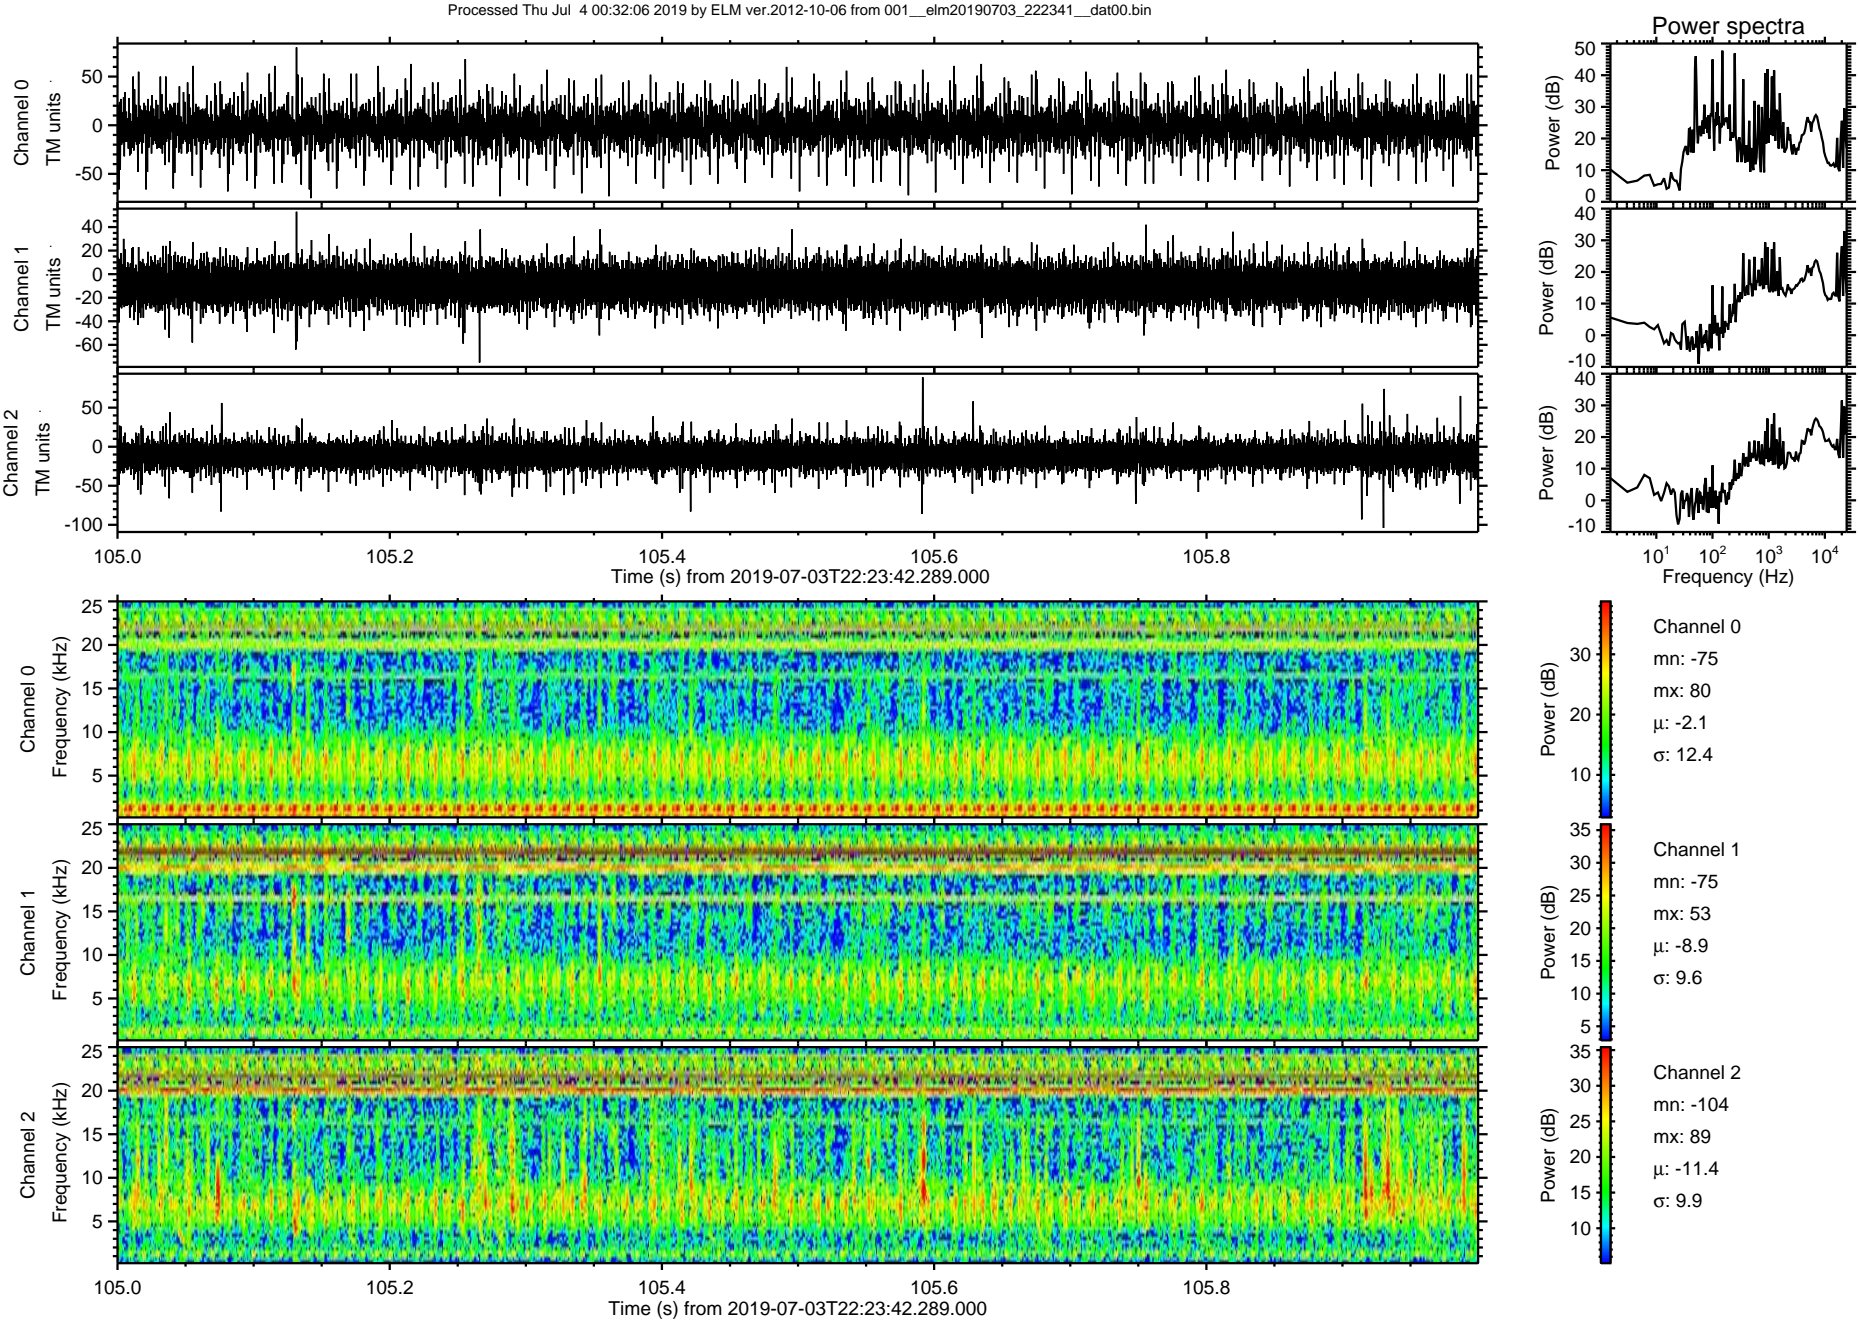 Processed Thu Jul  4 00:32:06 2019 by ELM ver.2012-10-06 from 001__elm20190703_222341__dat00.bin
Power spectra
Channel 0
TM units
50
0
-50
Power (dB)
50
40
30
20
10
0
Channel 1
TM units
40
20
0
-20
-40
-60
Power (dB)
40
30
20
10
0
-10
Channel 2
TM units
50
0
-50
-100
Power (dB)
40
30
20
10
0
-10
105.0 105.2 105.4 105.6 105.8
Time (s) from 2019-07-03T22:23:42.289.000
10^1 10^2 10^3 10^4
Frequency (Hz)
Channel 0
Frequency (kHz)
25
20
15
10
5
Power (dB)
30
20
10
Channel 0
mn: -75
mx: 80
μ: -2.1
σ: 12.4
Channel 1
Frequency (kHz)
25
20
15
10
5
Power (dB)
35
30
25
20
15
10
5
Channel 1
mn: -75
mx: 53
μ: -8.9
σ: 9.6
Channel 2
Frequency (kHz)
25
20
15
10
5
Power (dB)
35
30
25
20
15
10
Channel 2
mn: -104
mx: 89
μ: -11.4
σ: 9.9
105.0 105.2 105.4 105.6 105.8
Time (s) from 2019-07-03T22:23:42.289.000